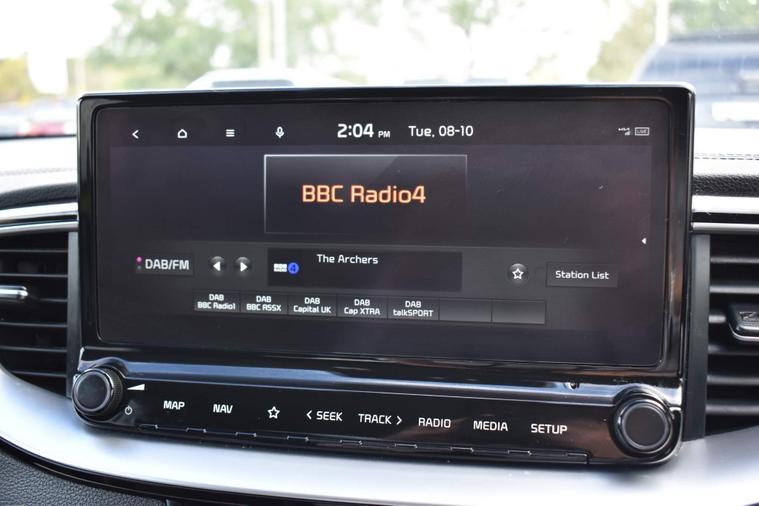 2:04 PM Tue, 08-10
BBC Radio4
DAB/FM
4
The Archers
Station List
DAB DAB DAB DAB DAB
BBC Radio1 BBC R5SX Capital UK Cap XTRA talkSPORT
MAP NAV < SEEK TRACK > RADIO MEDIA SETUP